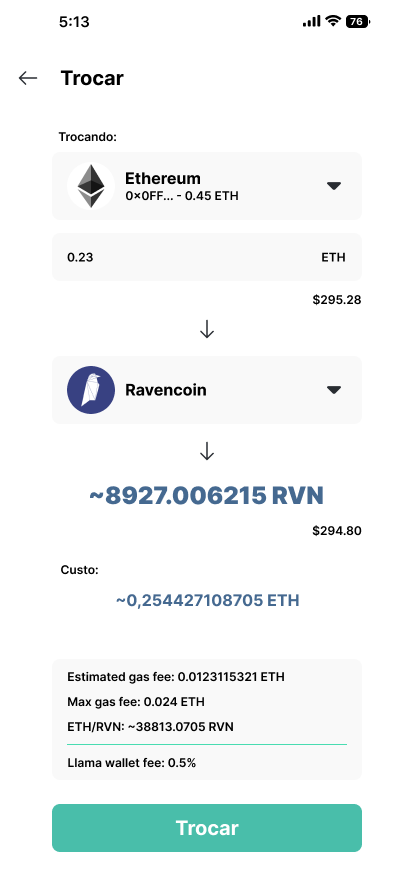 5:13
76
Trocar
Trocando:
Ethereum
0x0FF... - 0.45 ETH
0.23 ETH
$295.28
Ravencoin
~8927.006215 RVN
$294.80
Custo:
~0,254427108705 ETH
Estimated gas fee: 0.0123115321 ETH
Max gas fee: 0.024 ETH
ETH/RVN: ~38813.0705 RVN
Llama wallet fee: 0.5%
Trocar